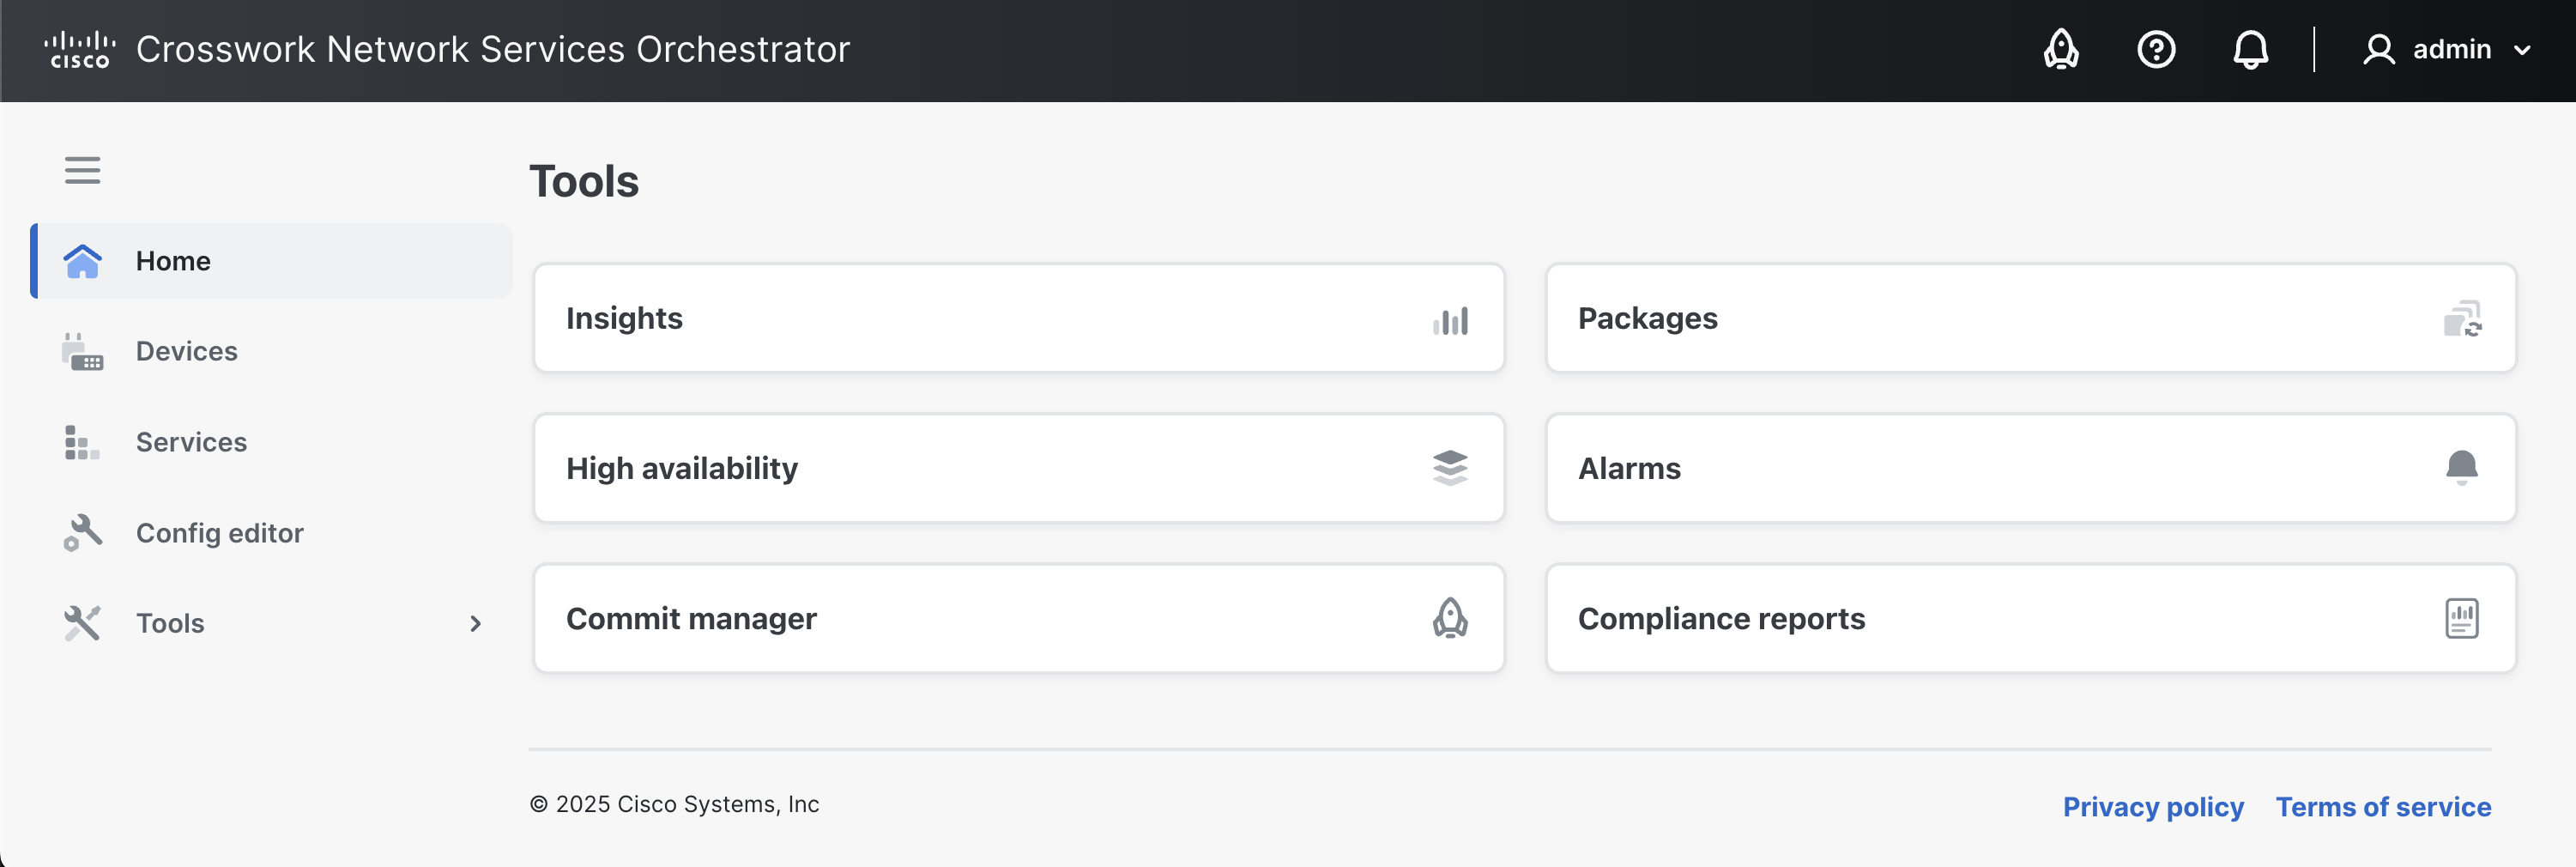 cisco Crosswork Network Services Orchestrator admin
Tools
Home
Devices
Services
Config editor
Tools
Insights Packages
High availability Alarms
Commit manager Compliance reports
© 2025 Cisco Systems, Inc Privacy policy Terms of service